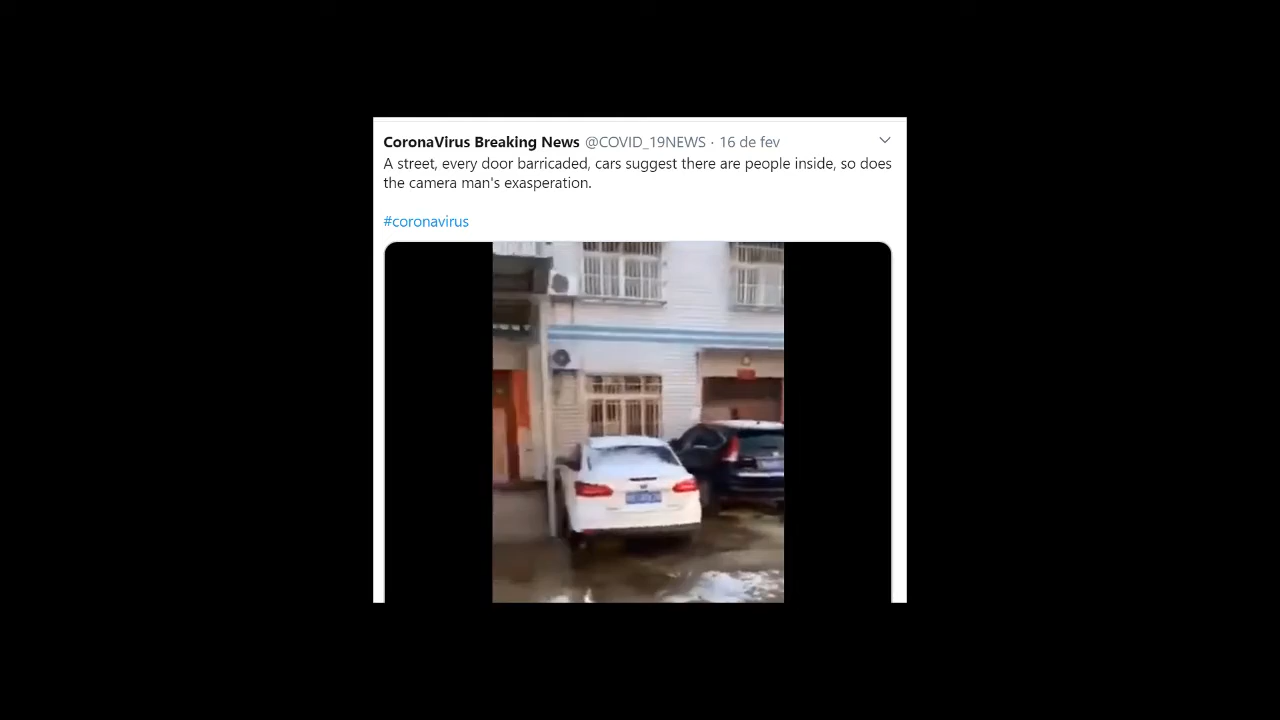 CoronaVirus Breaking News @COVID_19NEWS · 16 de fev
A street, every door barricaded, cars suggest there are people inside, so does
the camera man's exasperation.
#coronavirus